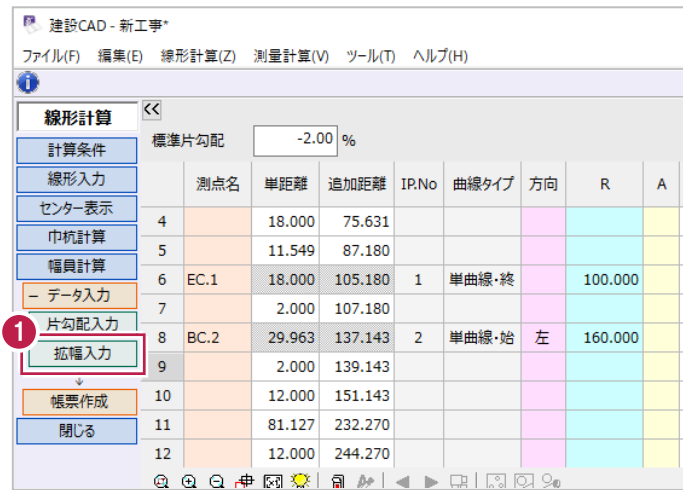 建設CAD - 新工事*
ファイル(F) 編集(E) 線形計算(Z) 測量計算(V) ツール(T) ヘルプ(H)
線形計算
計算条件
線形入力
センター表示
巾杭計算
幅員計算
− データ入力
片勾配入力
1
拡幅入力
帳票作成
閉じる
標準片勾配 -2.00 %
測点名 単距離 追加距離 IP.No 曲線タイプ 方向 R A
4 18.000 75.631
5 11.549 87.180
6 EC.1 18.000 105.180 1 単曲線・終 100.000
7 2.000 107.180
8 BC.2 29.963 137.143 2 単曲線・始 左 160.000
9 2.000 139.143
10 12.000 151.143
11 81.127 232.270
12 12.000 244.270